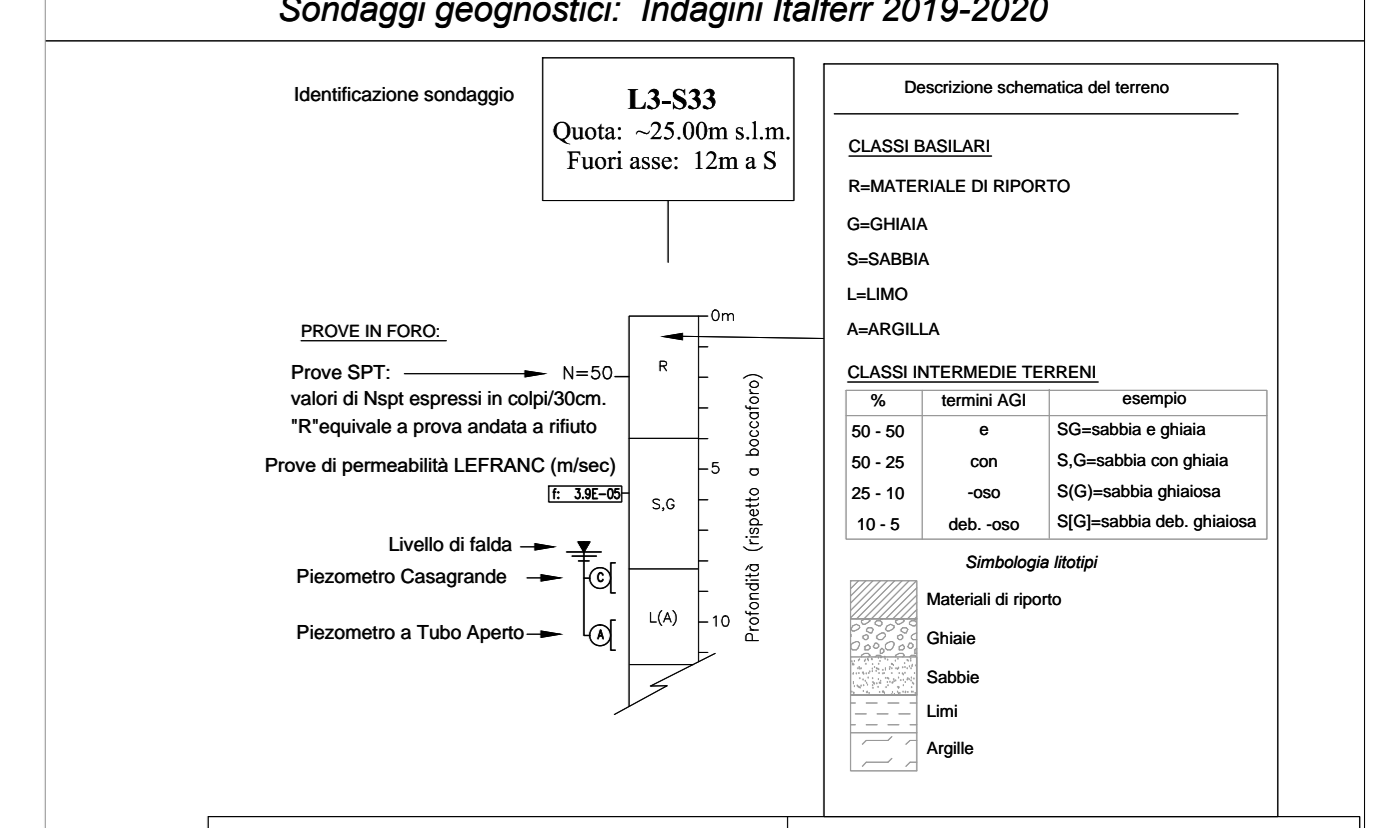 Sondaggi geognostici: Indagini Italferr 2019-2020
Identificazione sondaggio
L3-S33
Quota: ~25.00m s.l.m.
Fuori asse: 12m a S
PROVE IN FORO:
Prove SPT:
valori di Nspt espressi in colpi/30cm.
"R"equivale a prova andata a rifiuto
Prove di permeabilità LEFRANC (m/sec)
Livello di falda
Piezometro Casagrande
Piezometro a Tubo Aperto
N=50
f: 3.9E-05
C
A
R
S,G
L(A)
0m
5
10
Profondità (rispetto a boccaforo)
Descrizione schematica del terreno
CLASSI BASILARI
R=MATERIALE DI RIPORTO
G=GHIAIA
S=SABBIA
L=LIMO
A=ARGILLA
CLASSI INTERMEDIE TERRENI
% termini AGI esempio
50 - 50 e SG=sabbia e ghiaia
50 - 25 con S,G=sabbia con ghiaia
25 - 10 -oso S(G)=sabbia ghiaiosa
10 - 5 deb. -oso S[G]=sabbia deb. ghiaiosa
Simbologia litotipi
Materiali di riporto
Ghiaie
Sabbie
Limi
Argille